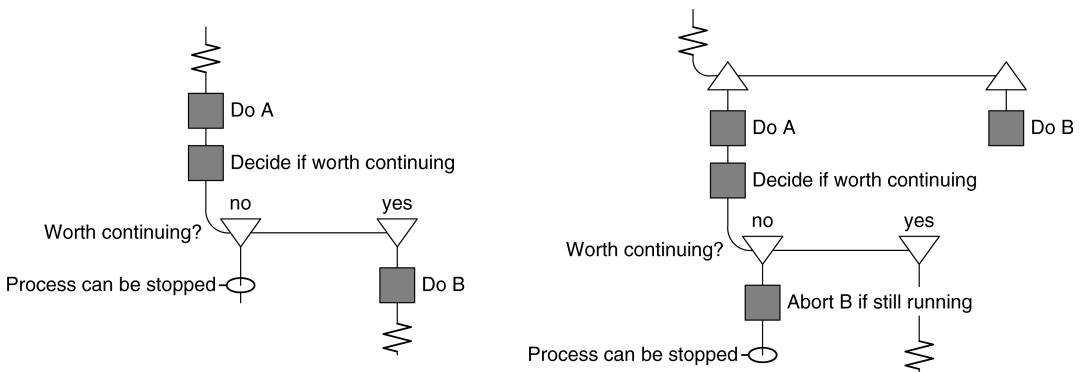 Do A
Decide if worth continuing
no
yes
Worth continuing?
Process can be stopped
Do B
Do A
Do B
Decide if worth continuing
no
yes
Worth continuing?
Abort B if still running
Process can be stopped